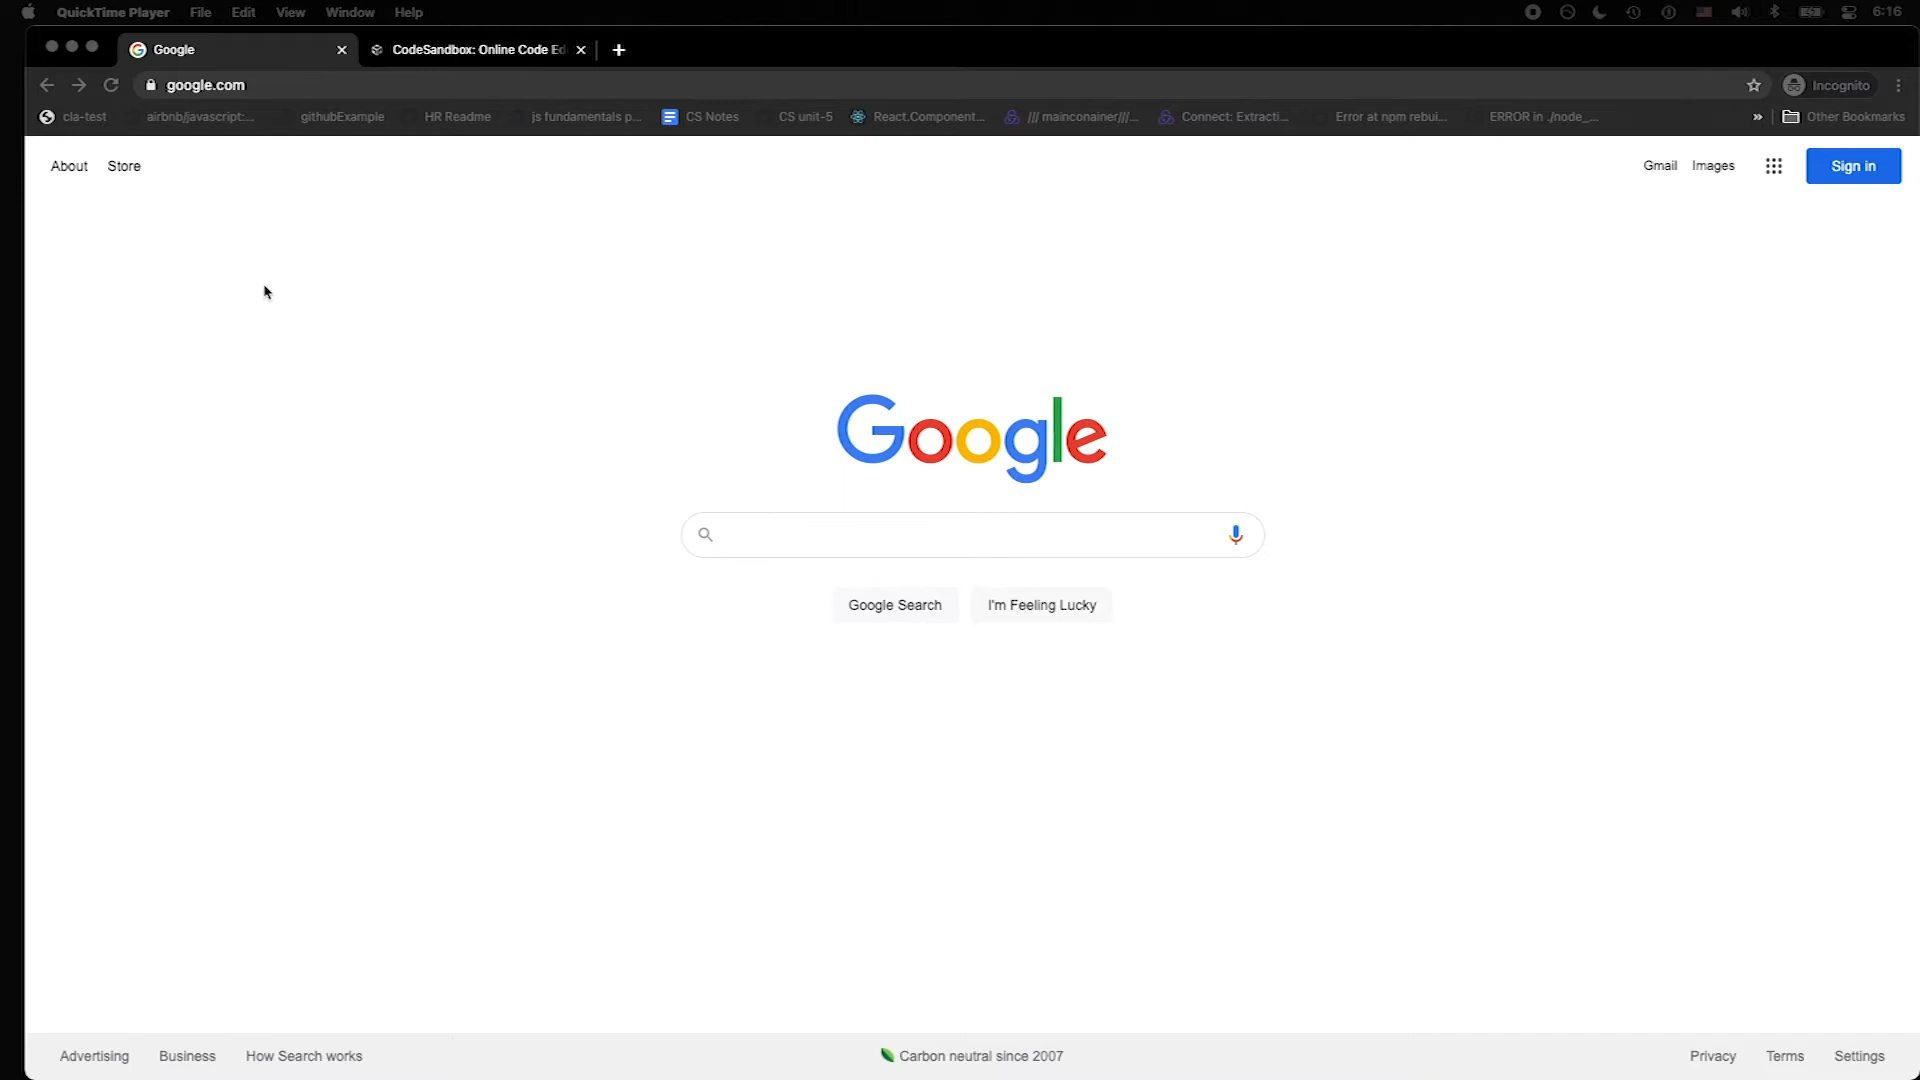 QuickTime Player File Edit View Window Help 6:16
Google CodeSandbox: Online Code Ed
google.com Incognito
cla-test airbnb/javascript:... githubExample HR Readme js fundamentals p... CS Notes CS unit-5 React.Component... /// mainconainer///... Connect: Extracti... Error at npm rebui... ERROR in ./node_... » Other Bookmarks
About Store Gmail Images Sign in
Google
Google Search I'm Feeling Lucky
Advertising Business How Search works Carbon neutral since 2007 Privacy Terms Settings